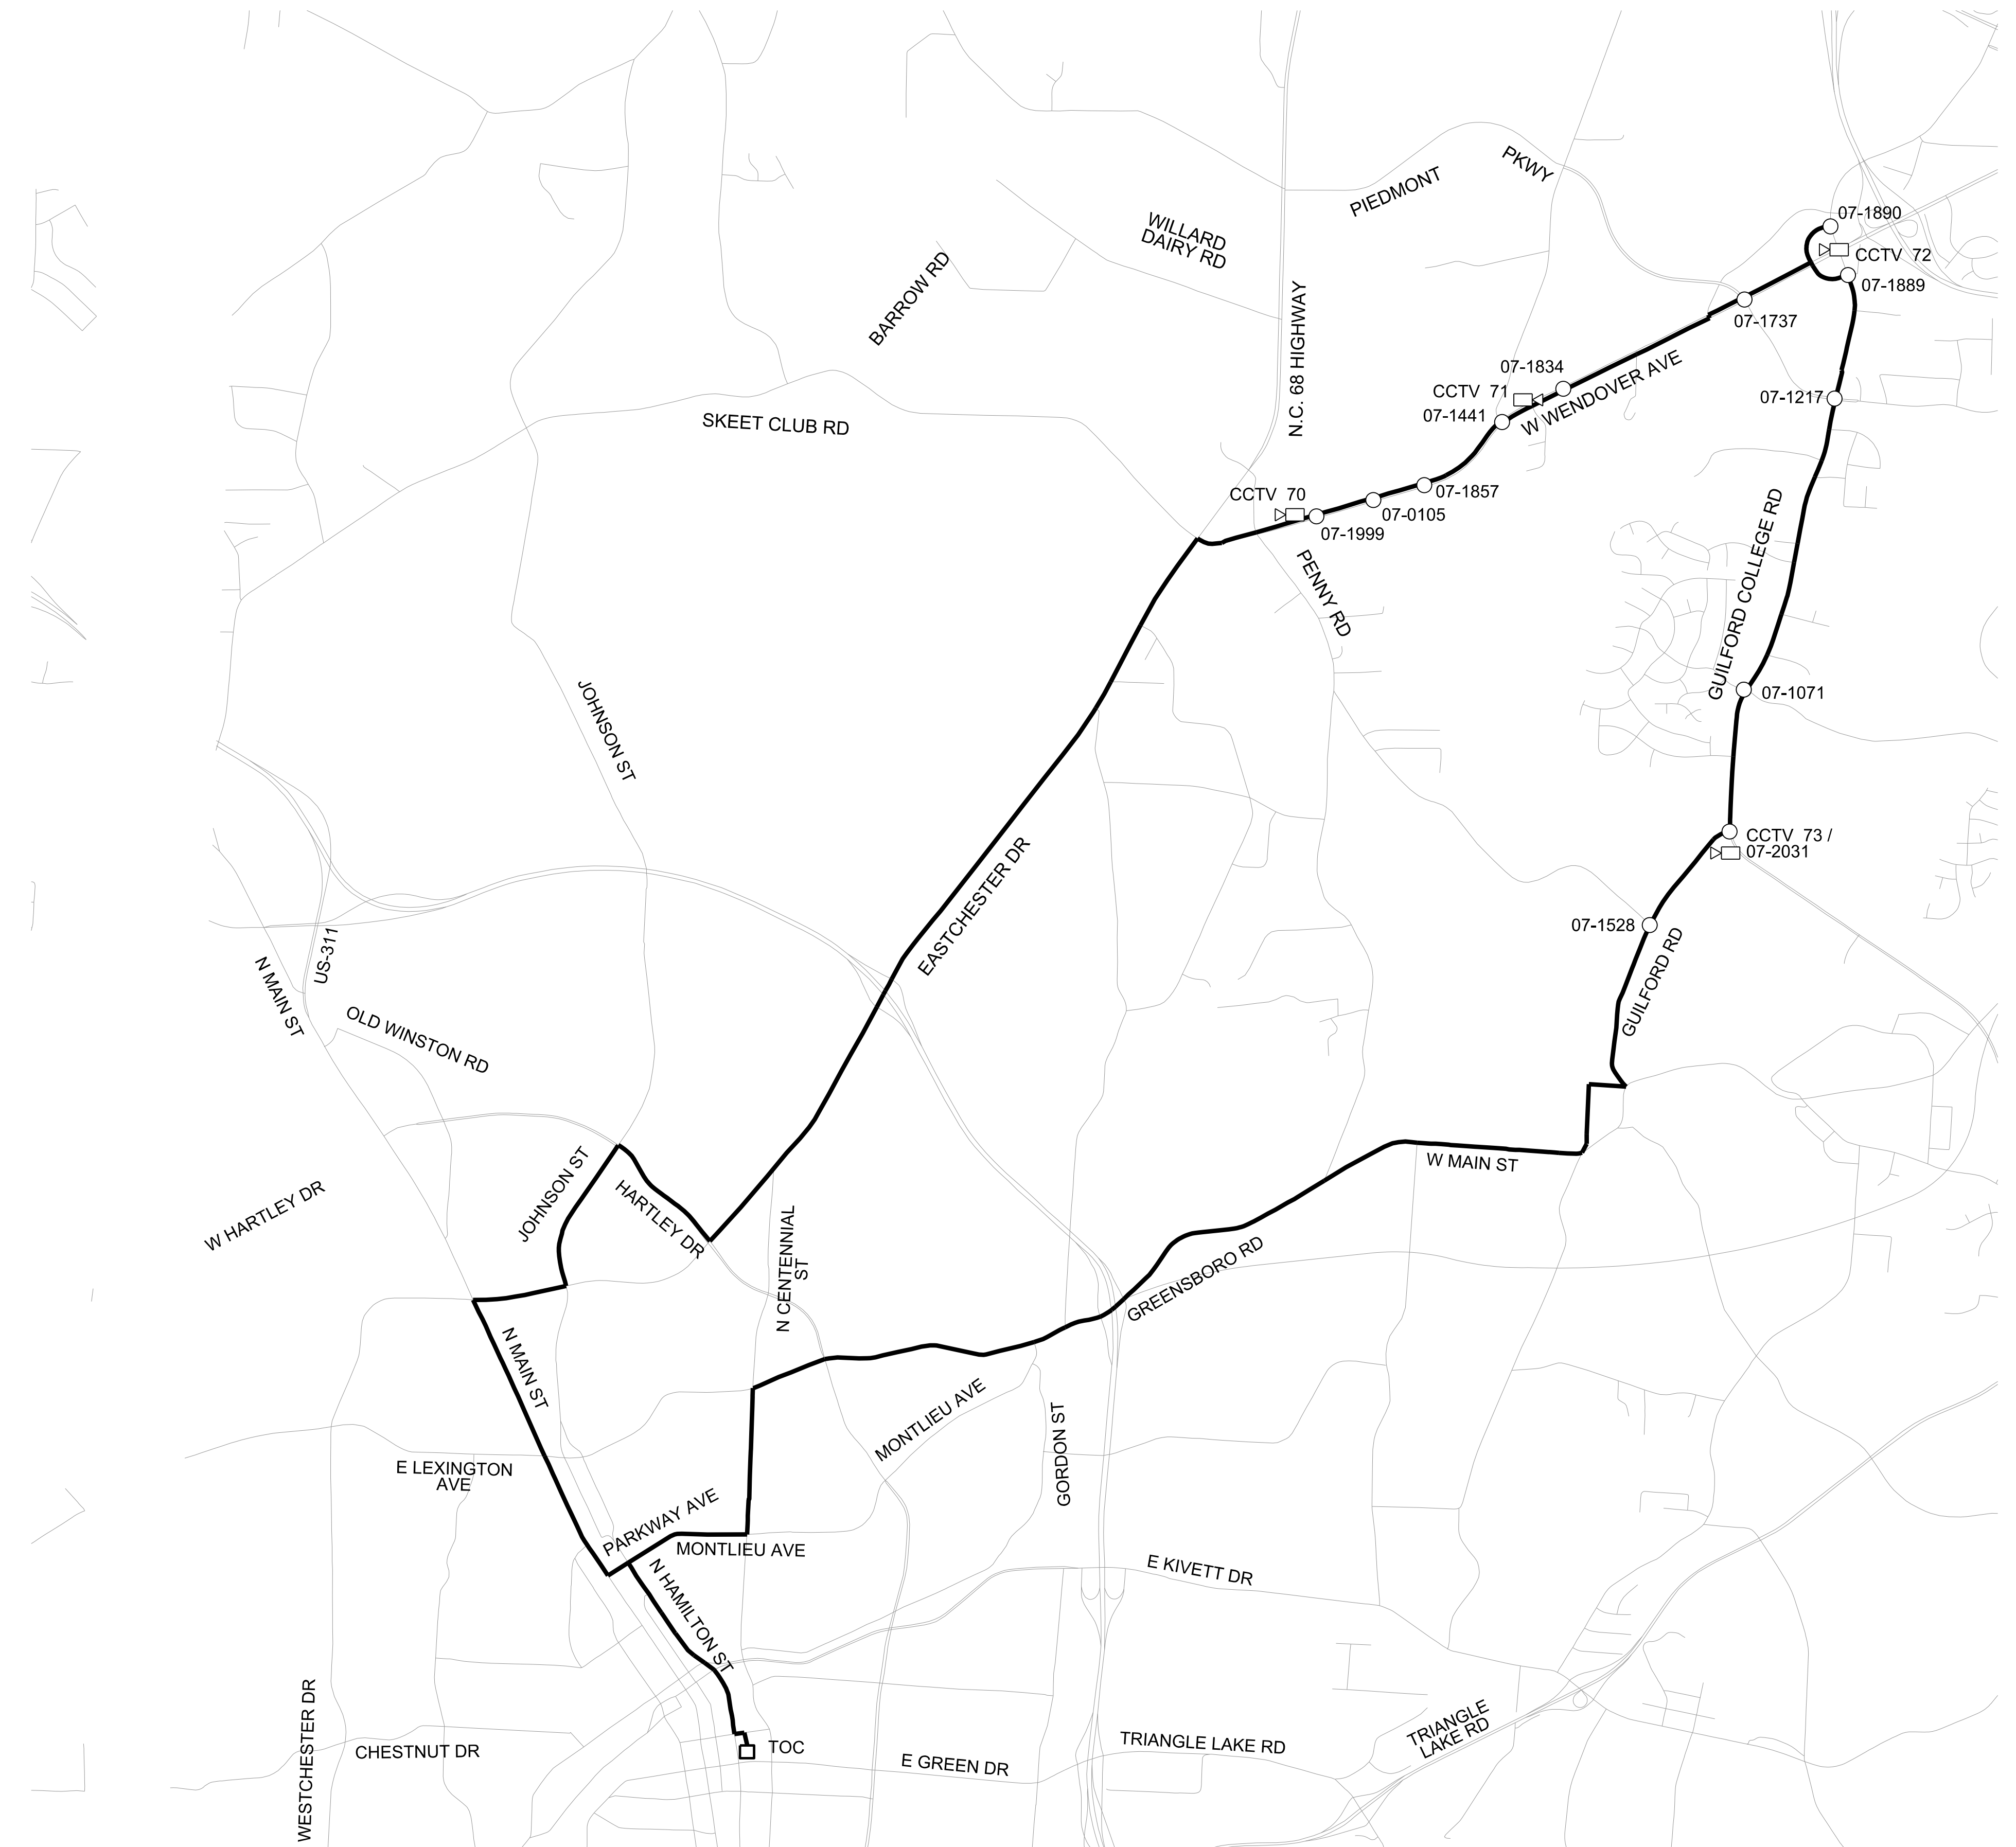 PKWY
PIEDMONT
07-1890
WILLARD
DAIRY RD
CCTV 72
07-1889
BARROW RD
N.C. 68 HIGHWAY
07-1737
07-1834
W WENDOVER AVE
CCTV 71
07-1441
07-1217
SKEET CLUB RD
CCTV 70
07-1857
07-0105
07-1999
GUILFORD COLLEGE RD
PENNY RD
07-1071
JOHNSON ST
CCTV 73 /
07-2031
EASTCHESTER DR
07-1528
GUILFORD RD
US-311
N MAIN ST
OLD WINSTON RD
W MAIN ST
JOHNSON ST
HARTLEY DR
W HARTLEY DR
N CENTENNIAL
ST
GREENSBORO RD
N MAIN ST
MONTLIEU AVE
GORDON ST
E LEXINGTON
AVE
PARKWAY AVE
MONTLIEU AVE
E KIVETT DR
N HAMILTON ST
WESTCHESTER DR
CHESTNUT DR
TOC
E GREEN DR
TRIANGLE LAKE RD
TRIANGLE
LAKE RD